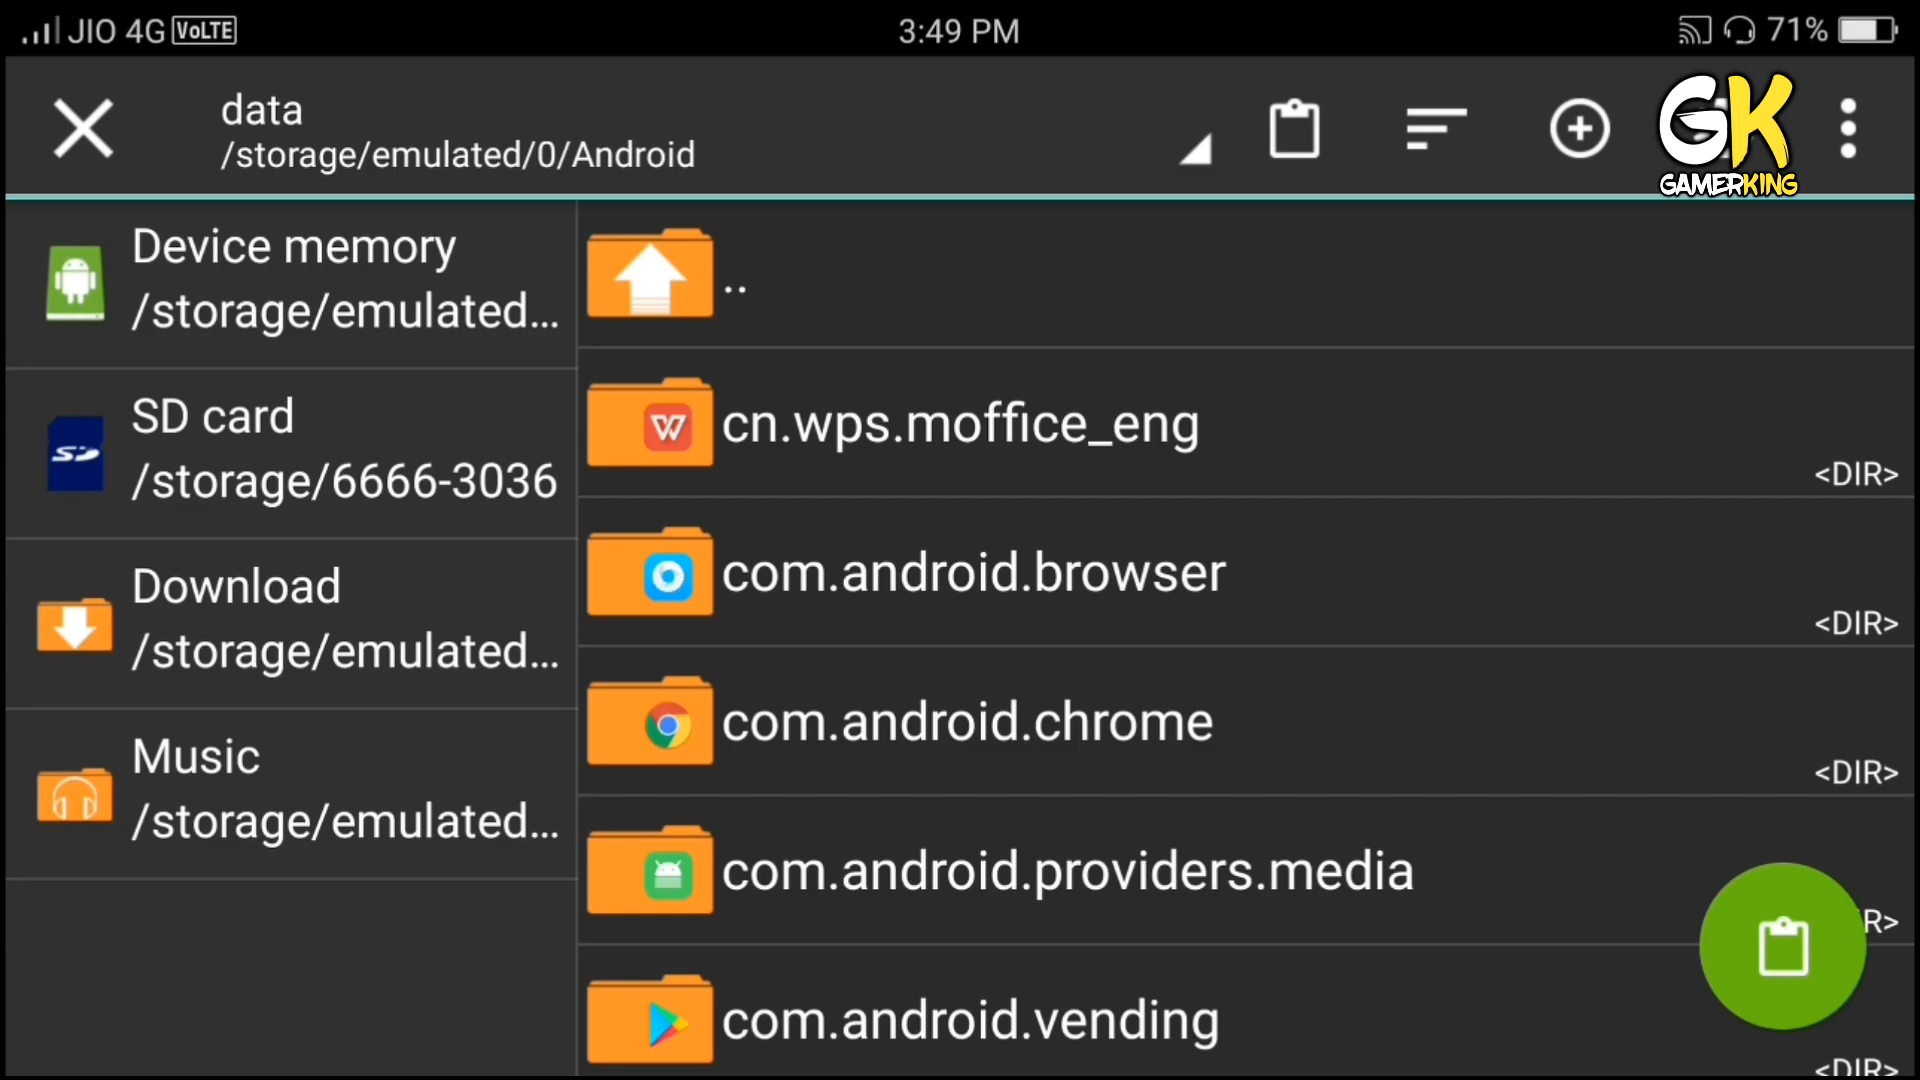 JIO 4G VoLTE
3:49 PM
71%
data
/storage/emulated/0/Android
GK
GAMERKING
Device memory
/storage/emulated...
SD card
/storage/6666-3036
Download
/storage/emulated...
Music
/storage/emulated...
..
cn.wps.moffice_eng
<DIR>
com.android.browser
<DIR>
com.android.chrome
<DIR>
com.android.providers.media
R>
com.android.vending
<DIR>